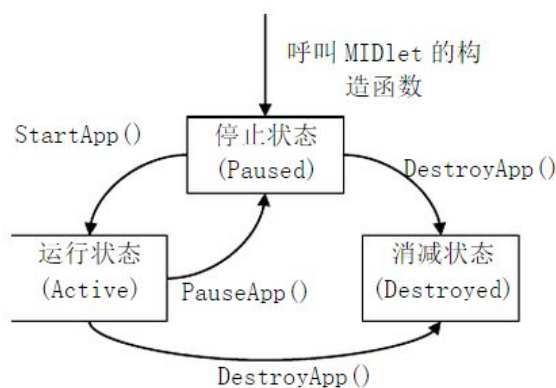 呼叫 MIDlet 的构
造函数
StartApp()
停止状态
(Paused)
DestroyApp()
运行状态
(Active)
PauseApp()
消减状态
(Destroyed)
DestroyApp()